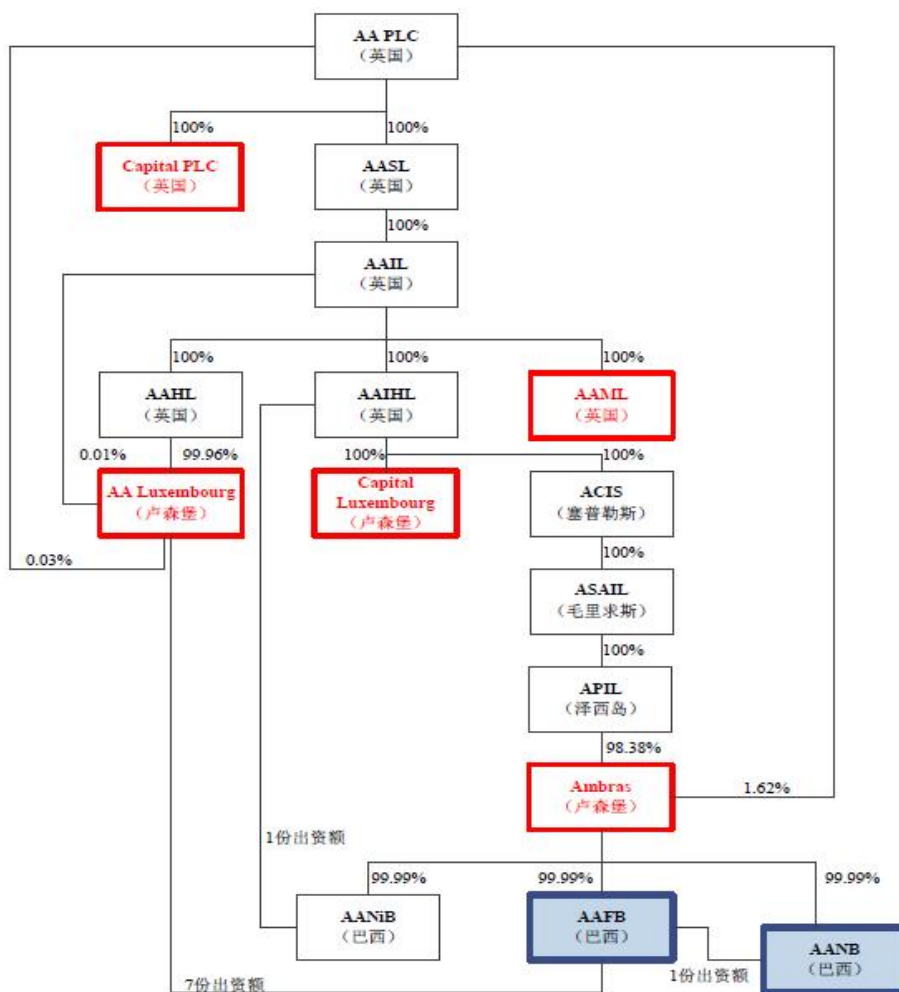 AA PLC
（英国）
100%
100%
Capital PLC
（英国）
AASL
（英国）
100%
AAIL
（英国）
100%
100%
100%
AAHL
（英国）
AAIHL
（英国）
AAML
（英国）
0.01%
99.96%
100%
100%
AA Luxembourg
（卢森堡）
Capital
Luxembourg
（卢森堡）
ACIS
（塞普勒斯）
0.03%
100%
ASAIL
（毛里求斯）
100%
APIL
（泽西岛）
98.38%
Ambras
（卢森堡）
1.62%
1份出资额
99.99%
99.99%
99.99%
AANiB
（巴西）
AAFB
（巴西）
AANB
（巴西）
1份出资额
7份出资额